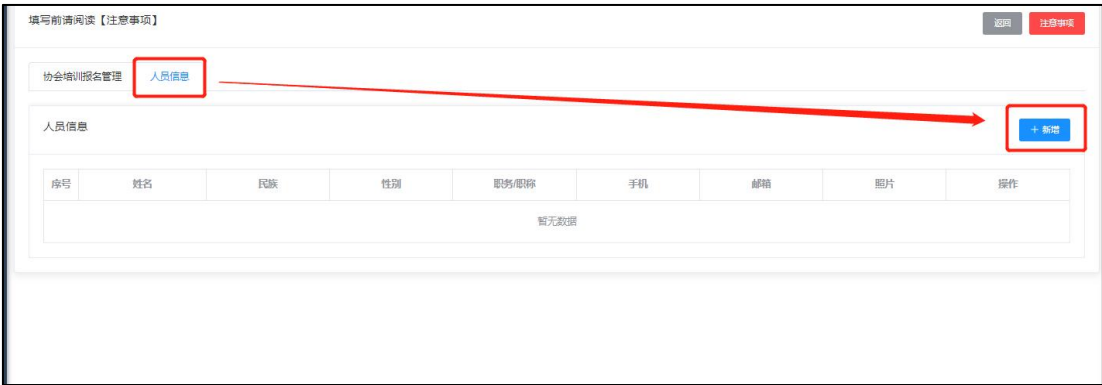 填写前请阅读【注意事项】
返回 注意事项
协会培训报名管理 人员信息
人员信息
+ 新增
序号 姓名 民族 性别 职务/职称 手机 邮箱 照片 操作
暂无数据